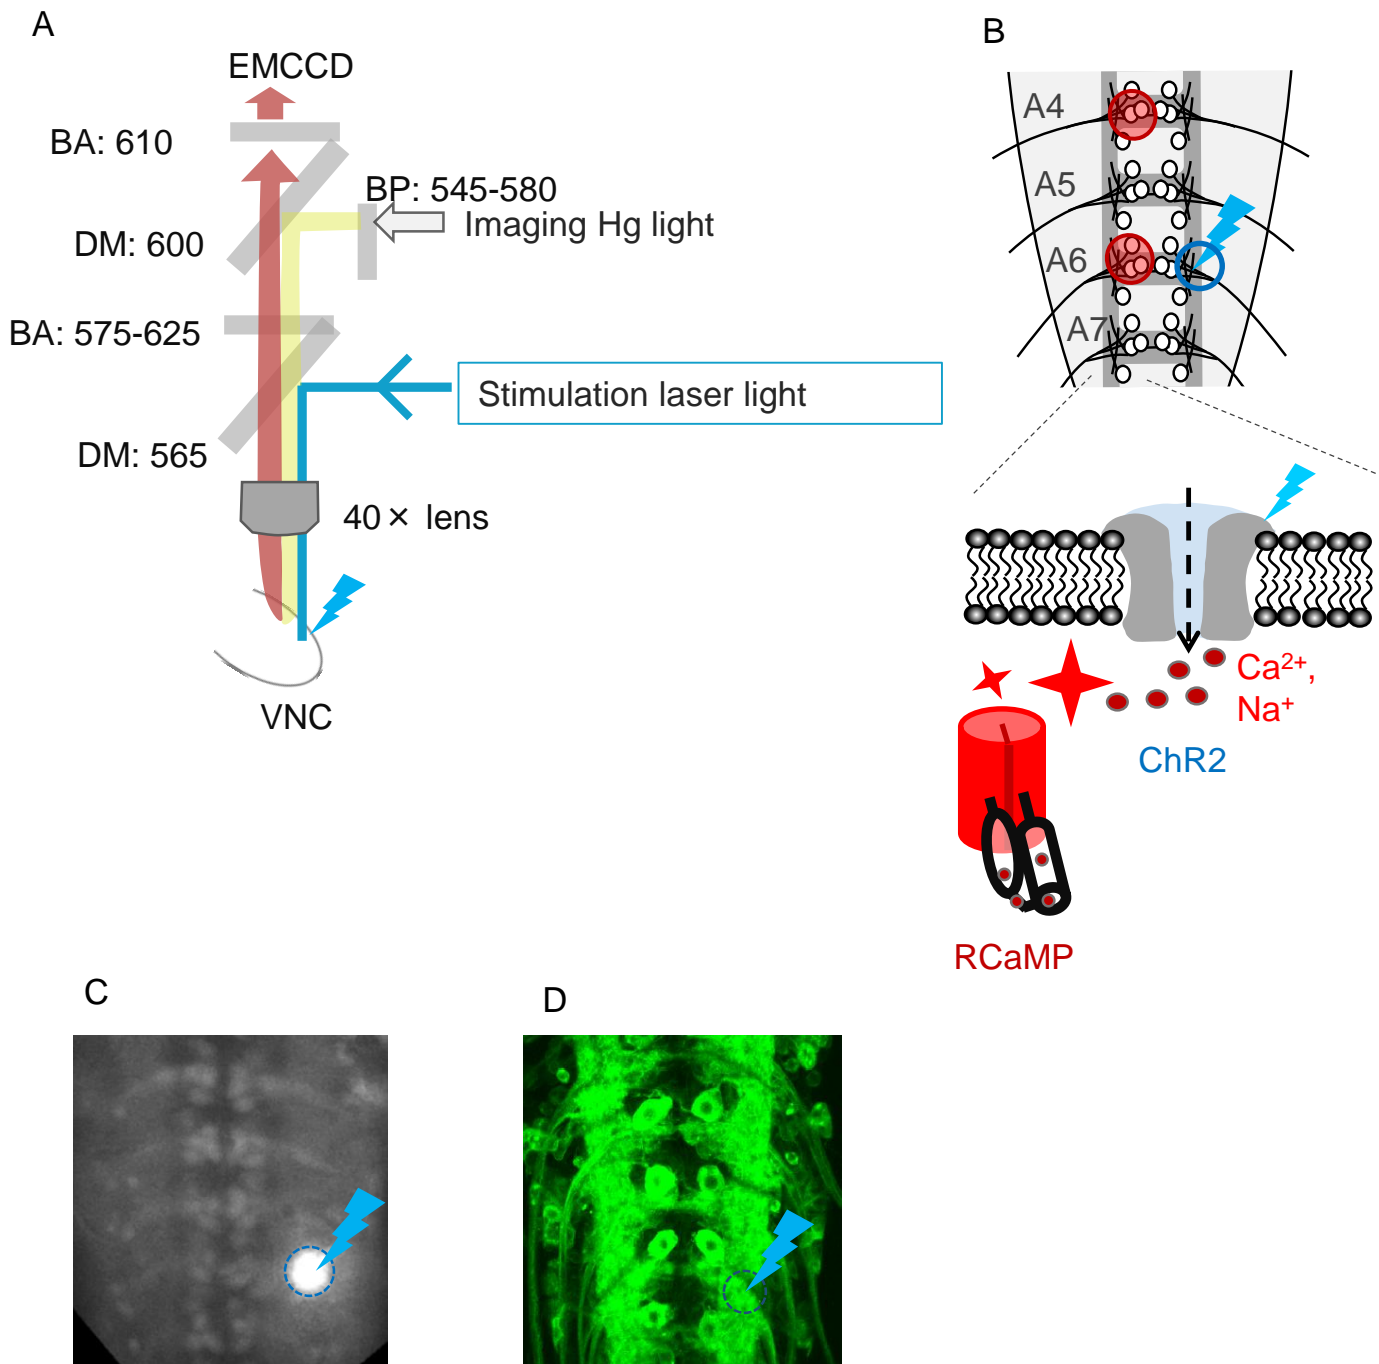 A
EMCCD
BA: 610
BP: 545-580
Imaging Hg light
DM: 600
BA: 575-625
Stimulation laser light
DM: 565
40× lens
VNC
B
A4
A5
A6
A7
Ca²⁺,
Na⁺
ChR2
RCaMP
C
D